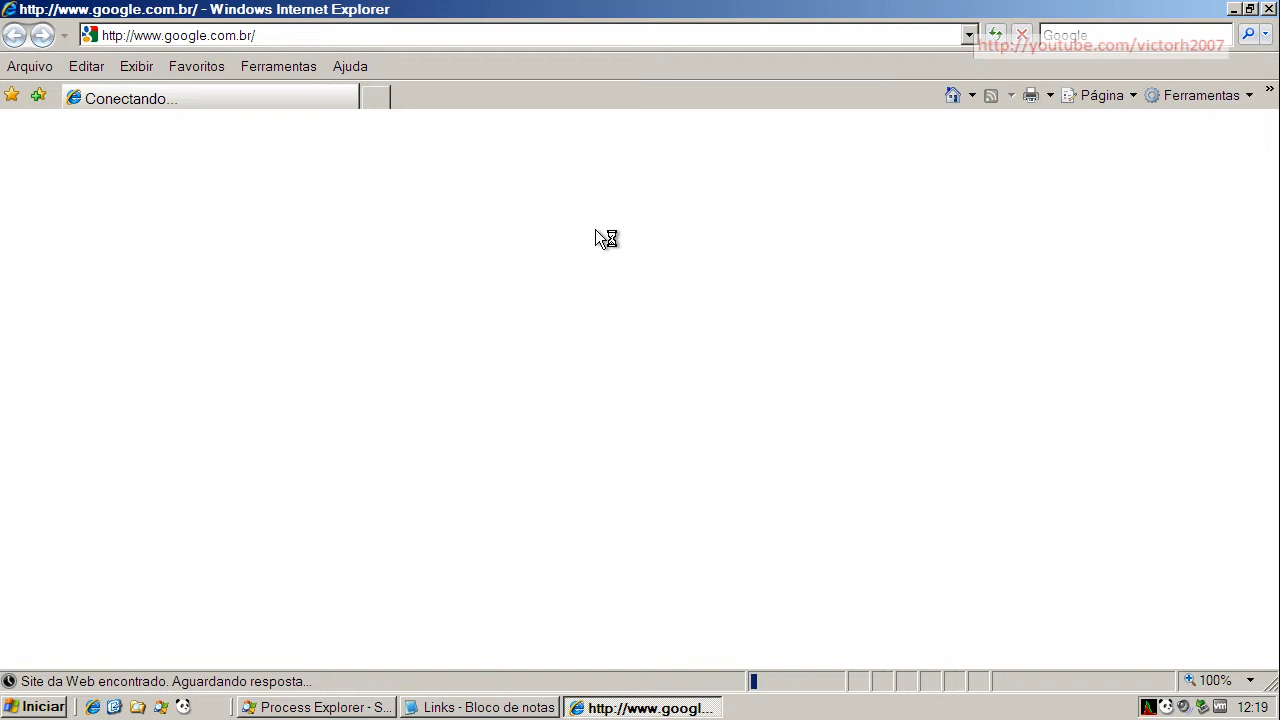 http://www.google.com.br/ - Windows Internet Explorer
http://www.google.com.br/
Google
http://youtube.com/victorh2007
Arquivo Editar Exibir Favoritos Ferramentas Ajuda
Conectando...
Página Ferramentas »
Site da Web encontrado. Aguardando resposta...
100%
Iniciar
Process Explorer - S...
Links - Bloco de notas
http://www.googl...
vm
12:19